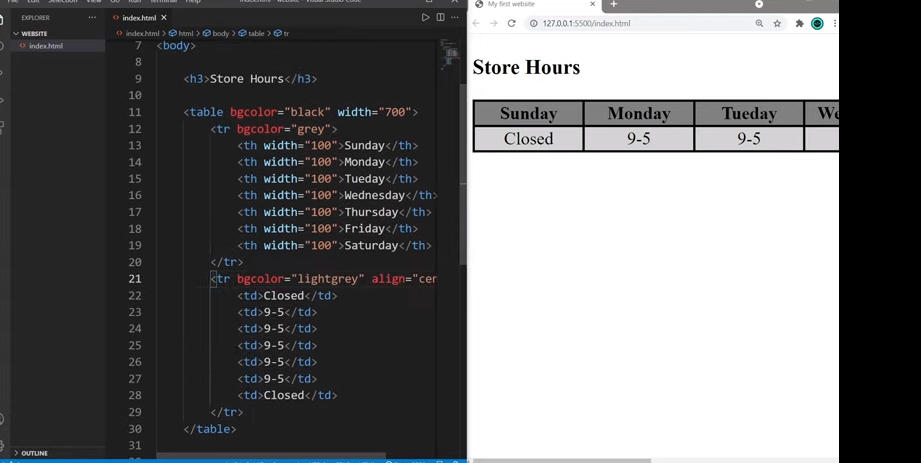 File Edit Selection View Go Run Terminal Help index.html - website - Visual Studio Code
EXPLORER
WEBSITE
index.html
OUTLINE
index.html
index.html > html > body > table > tr
7 <body>
8
9 <h3>Store Hours</h3>
10
11 <table bgcolor="black" width="700">
12 <tr bgcolor="grey">
13 <th width="100">Sunday</th>
14 <th width="100">Monday</th>
15 <th width="100">Tueday</th>
16 <th width="100">Wednesday</th>
17 <th width="100">Thursday</th>
18 <th width="100">Friday</th>
19 <th width="100">Saturday</th>
20 </tr>
21 <tr bgcolor="lightgrey" align="cen
22 <td>Closed</td>
23 <td>9-5</td>
24 <td>9-5</td>
25 <td>9-5</td>
26 <td>9-5</td>
27 <td>9-5</td>
28 <td>Closed</td>
29 </tr>
30 </table>
31
My first website
127.0.0.1:5500/index.html
Store Hours
Sunday Monday Tueday We
Closed 9-5 9-5